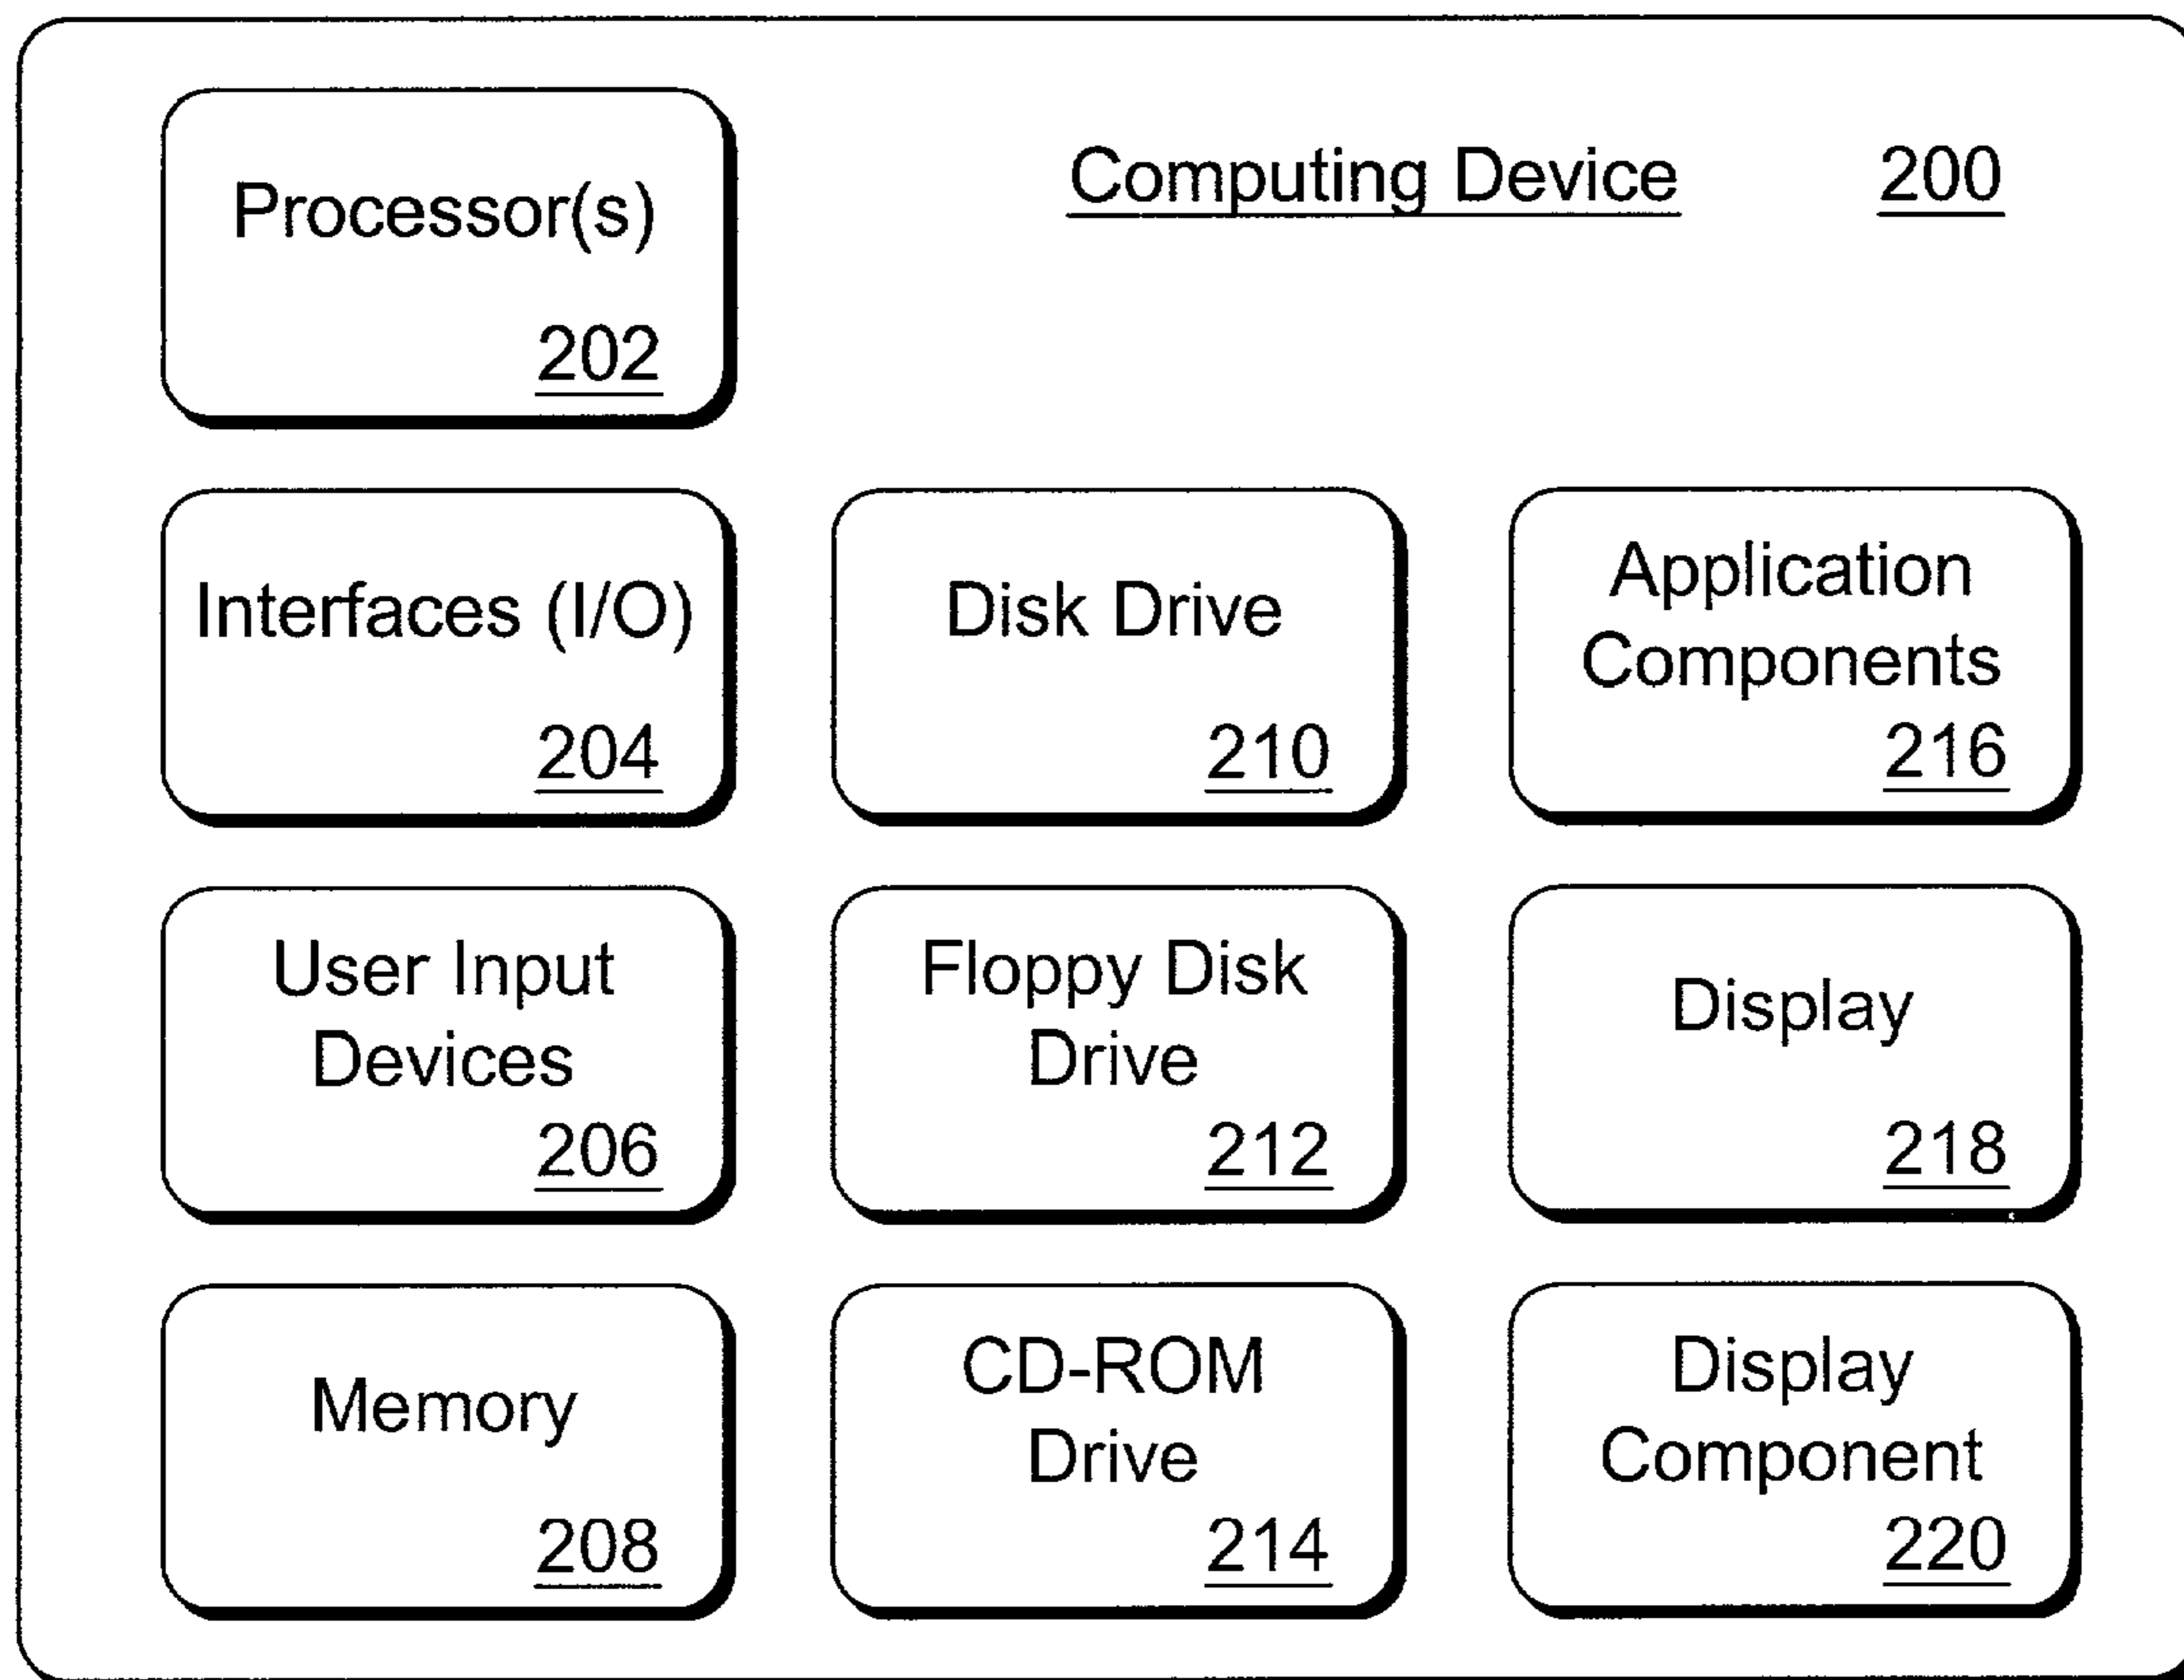 Processor(s)
202
Computing Device 200
Interfaces (I/O)
204
Disk Drive
210
Application
Components
216
User Input
Devices
206
Floppy Disk
Drive
212
Display
218
Memory
208
CD-ROM
Drive
214
Display
Component
220